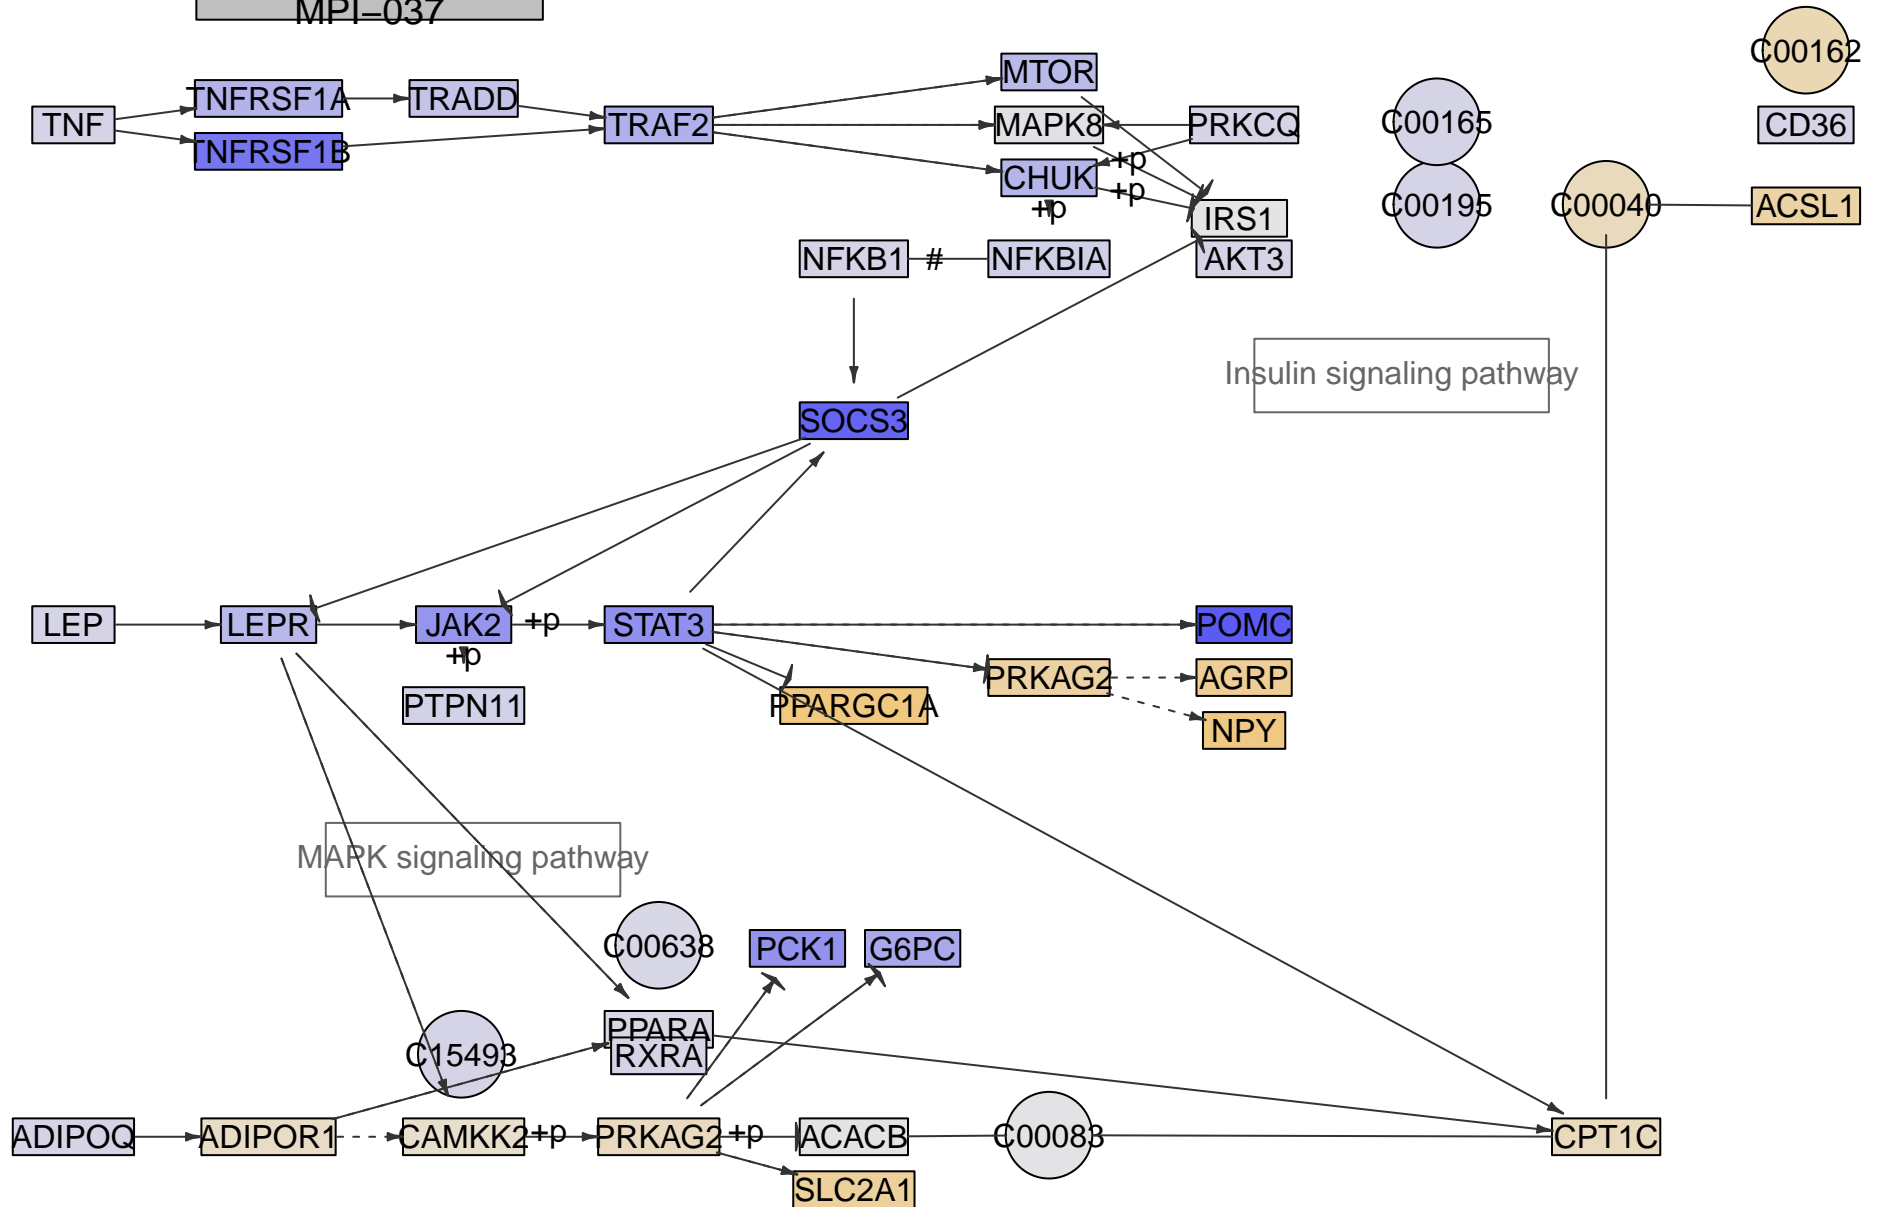 MPI−037
C00162
MTOR
TNFRSF1A
TRADD
TNF
TRAF2
MAPK8
PRKCQ
C00165
CD36
TNFRSF1B
+p
CHUK
+p
+p
IRS1
C00195
C00040
ACSL1
NFKB1
#
NFKBIA
AKT3
Insulin signaling pathway
SOCS3
LEP
LEPR
JAK2
+p
STAT3
POMC
+p
PRKAG2
AGRP
PTPN11
PPARGC1A
NPY
MAPK signaling pathway
C00638
PCK1
G6PC
PPARA
C15493
RXRA
ADIPOQ
ADIPOR1
CAMKK2
+p
PRKAG2
+p
ACACB
C00083
CPT1C
SLC2A1